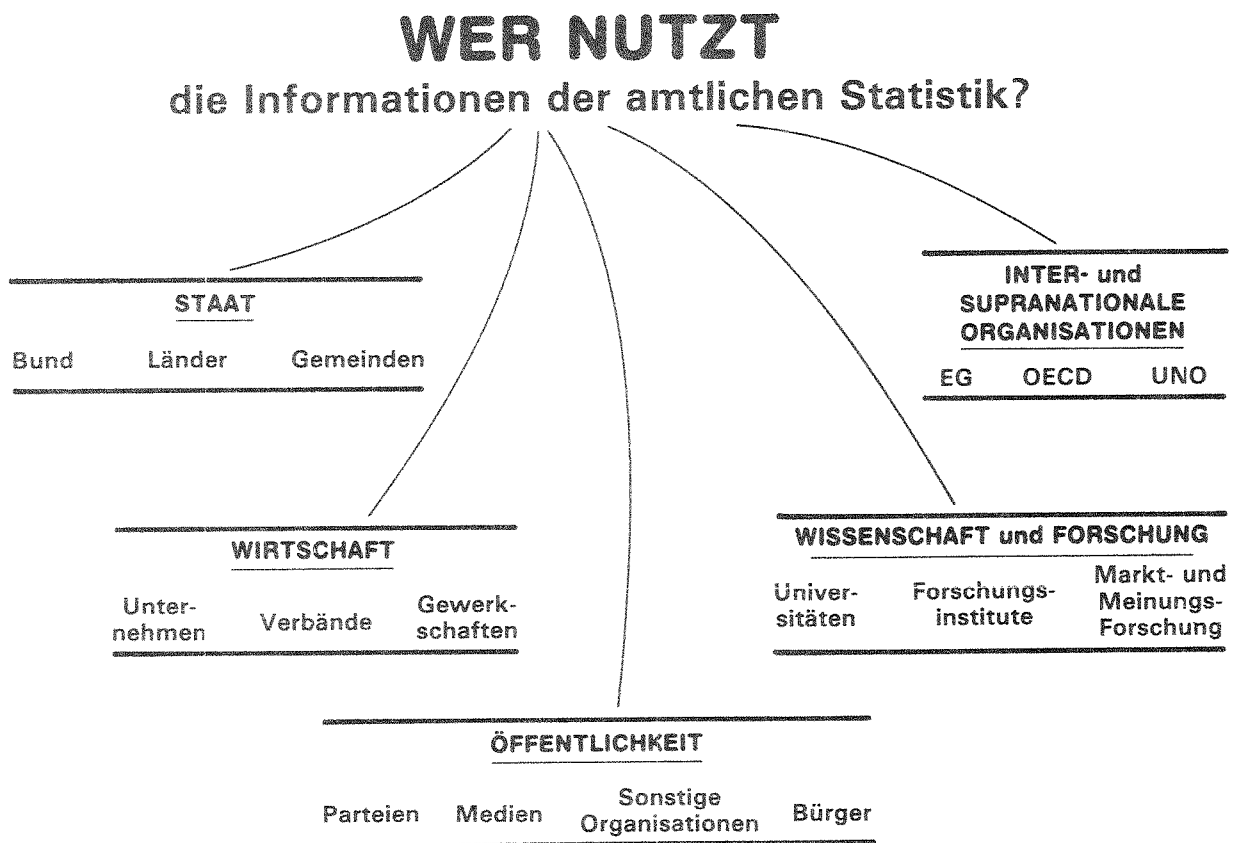 WER NUTZT
die Informationen der amtlichen Statistik?
STAAT
Bund Länder Gemeinden
INTER- und
SUPRANATIONALE
ORGANISATIONEN
EG OECD UNO
WIRTSCHAFT
Unter-
nehmen
Verbände
Gewerk-
schaften
WISSENSCHAFT und FORSCHUNG
Univer-
sitäten
Forschungs-
institute
Markt- und
Meinungs-
Forschung
ÖFFENTLICHKEIT
Parteien Medien
Sonstige
Organisationen
Bürger